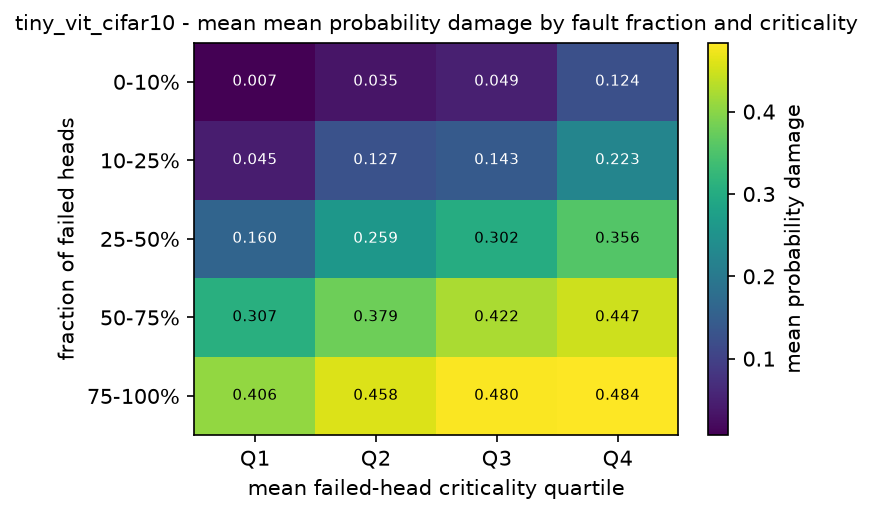 tiny_vit_cifar10 - mean mean probability damage by fault fraction and criticality
fraction of failed heads
0-10% 0.007 0.035 0.049 0.124
10-25% 0.045 0.127 0.143 0.223
25-50% 0.160 0.259 0.302 0.356
50-75% 0.307 0.379 0.422 0.447
75-100% 0.406 0.458 0.480 0.484
Q1 Q2 Q3 Q4
mean failed-head criticality quartile
0.4
0.3
0.2
0.1
mean probability damage